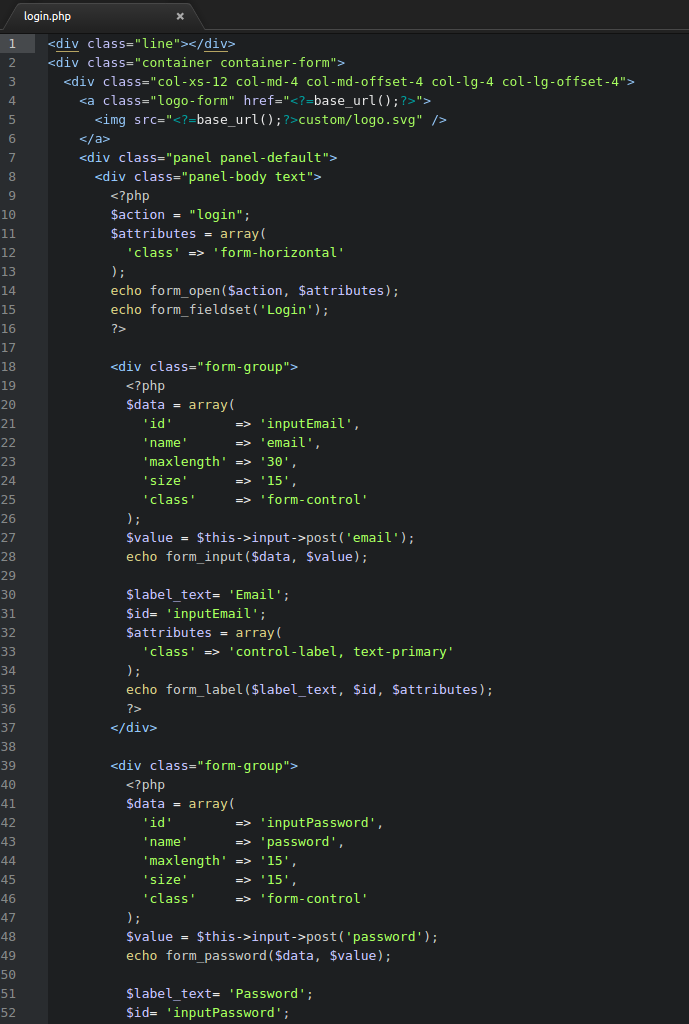 login.php ×
1 <div class="line"></div>
2 <div class="container container-form">
3   <div class="col-xs-12 col-md-4 col-md-offset-4 col-lg-4 col-lg-offset-4">
4     <a class="logo-form" href="<?=base_url();?>">
5       <img src="<?=base_url();?>custom/logo.svg" />
6     </a>
7     <div class="panel panel-default">
8       <div class="panel-body text">
9         <?php
10         $action = "login";
11         $attributes = array(
12           'class' => 'form-horizontal'
13         );
14         echo form_open($action, $attributes);
15         echo form_fieldset('Login');
16         ?>
17
18         <div class="form-group">
19           <?php
20           $data = array(
21             'id'        => 'inputEmail',
22             'name'      => 'email',
23             'maxlength' => '30',
24             'size'      => '15',
25             'class'     => 'form-control'
26           );
27           $value = $this->input->post('email');
28           echo form_input($data, $value);
29
30           $label_text= 'Email';
31           $id= 'inputEmail';
32           $attributes = array(
33             'class' => 'control-label, text-primary'
34           );
35           echo form_label($label_text, $id, $attributes);
36           ?>
37         </div>
38
39         <div class="form-group">
40           <?php
41           $data = array(
42             'id'        => 'inputPassword',
43             'name'      => 'password',
44             'maxlength' => '15',
45             'size'      => '15',
46             'class'     => 'form-control'
47           );
48           $value = $this->input->post('password');
49           echo form_password($data, $value);
50
51           $label_text= 'Password';
52           $id= 'inputPassword';